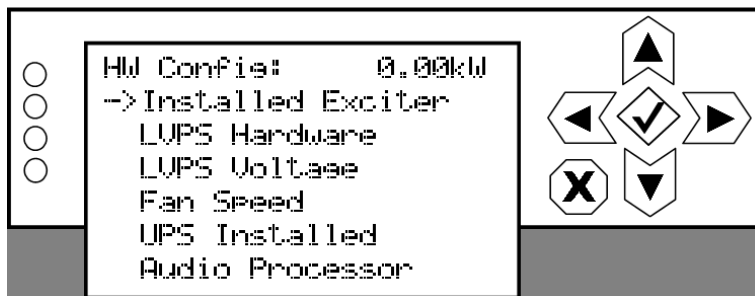 HW Config: 0.00kW
->Installed Exciter
LVPS Hardware
LVPS Voltage
Fan Speed
UPS Installed
Audio Processor